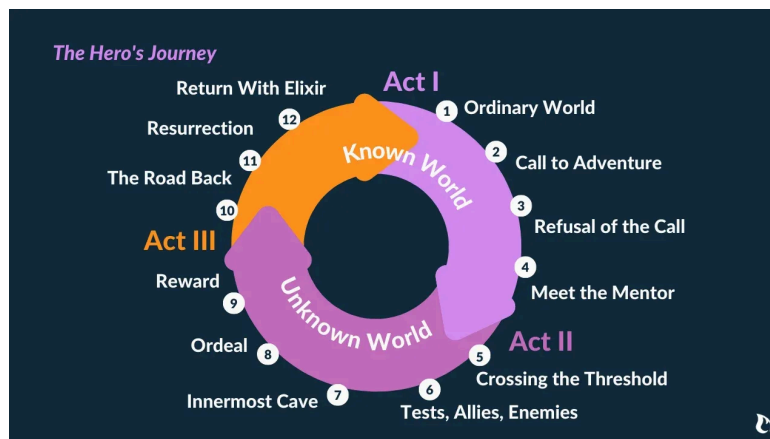 The Hero's Journey
Act I
1 Ordinary World
2 Call to Adventure
3 Refusal of the Call
4 Meet the Mentor
Act II
5 Crossing the Threshold
6 Tests, Allies, Enemies
7 Innermost Cave
8 Ordeal
9 Reward
Act III
10 The Road Back
11 Resurrection
12 Return With Elixir
Known World
Unknown World